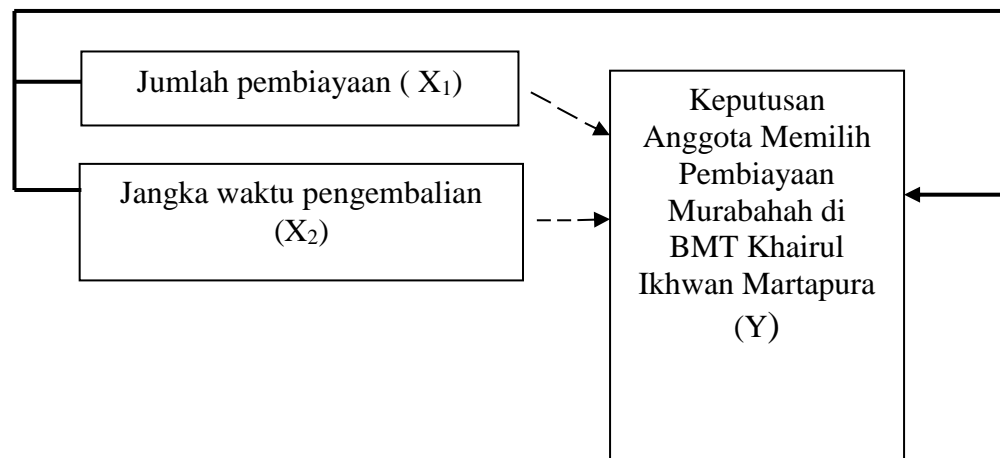 Jumlah pembiayaan ( X₁)
Jangka waktu pengembalian
(X₂)
Keputusan
Anggota Memilih
Pembiayaan
Murabahah di
BMT Khairul
Ikhwan Martapura
(Y)